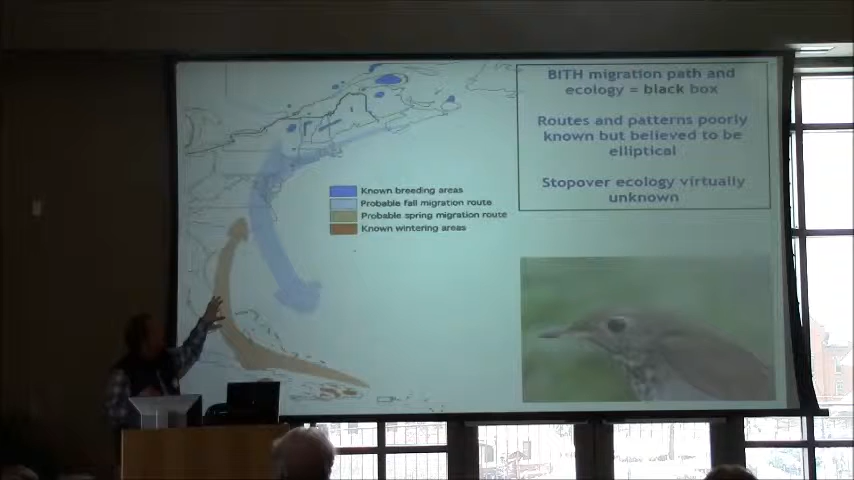 BITH migration path and
ecology = black box
Routes and patterns poorly
known but believed to be
elliptical
Stopover ecology virtually
unknown
Known breeding areas
Probable fall migration route
Probable spring migration route
Known wintering areas